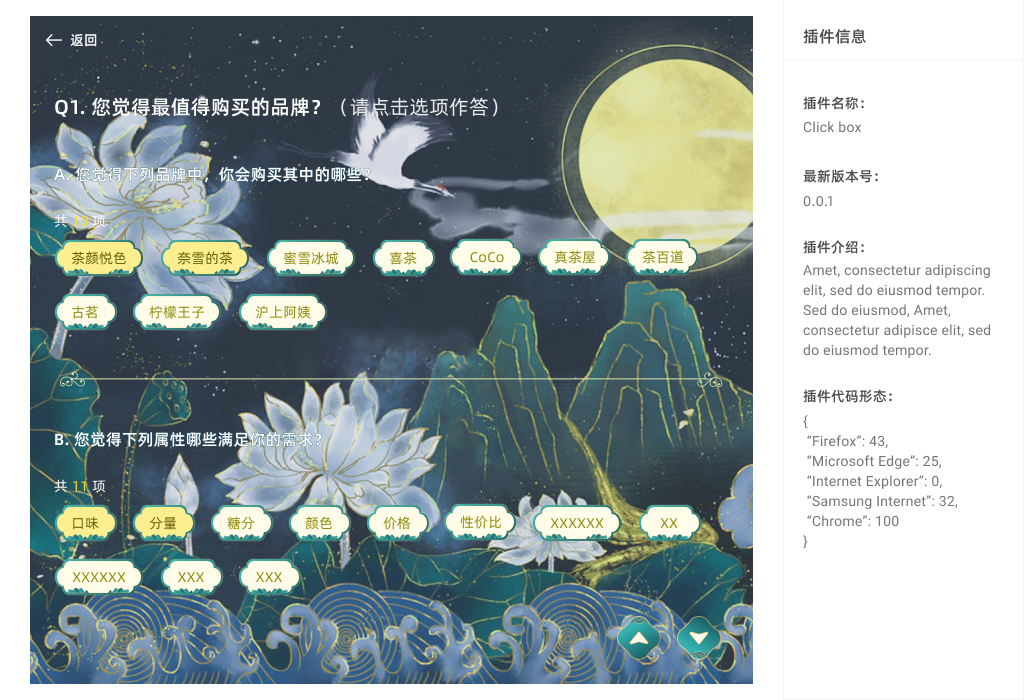 返回
Q1. 您觉得最值得购买的品牌？（请点击选项作答）
A. 您觉得下列品牌中，你会购买其中的哪些？
共 11 项
茶颜悦色 奈雪的茶 蜜雪冰城 喜茶 CoCo 真茶屋 茶百道
古茗 柠檬王子 沪上阿姨
B. 您觉得下列属性哪些满足你的需求？
共 11 项
口味 分量 糖分 颜色 价格 性价比 XXXXXX XX
XXXXXX XXX XXX
插件信息
插件名称：
Click box
最新版本号：
0.0.1
插件介绍：
Amet, consectetur adipiscing
elit, sed do eiusmod tempor.
Sed do eiusmod, Amet,
consectetur adipisce elit, sed
do eiusmod tempor.
插件代码形态：
{
“Firefox”: 43,
“Microsoft Edge”: 25,
“Internet Explorer”: 0,
“Samsung Internet”: 32,
“Chrome”: 100
}